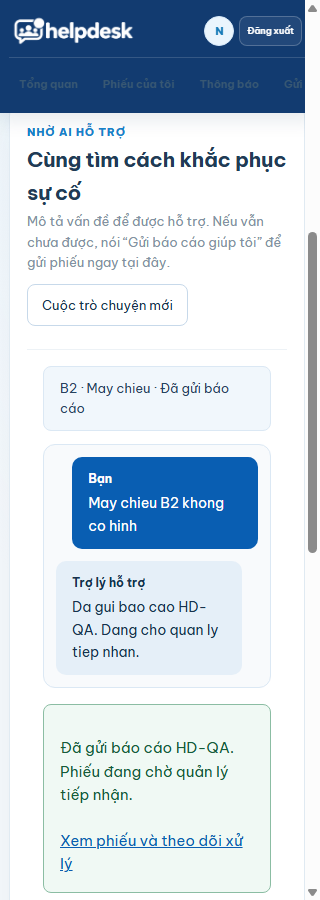 helpdesk
N
Đăng xuất
Tổng quan
Phiếu của tôi
Thông báo
Gửi
NHỜ AI HỖ TRỢ
Cùng tìm cách khắc phục
sự cố
Mô tả vấn đề để được hỗ trợ. Nếu vẫn
chưa được, nói “Gửi báo cáo giúp tôi” để
gửi phiếu ngay tại đây.
Cuộc trò chuyện mới
B2 · May chieu · Đã gửi báo
cáo
Bạn
May chieu B2 khong
co hinh
Trợ lý hỗ trợ
Da gui bao cao HD-
QA. Dang cho quan ly
tiep nhan.
Đã gửi báo cáo HD-QA.
Phiếu đang chờ quản lý
tiếp nhận.
Xem phiếu và theo dõi xử
lý